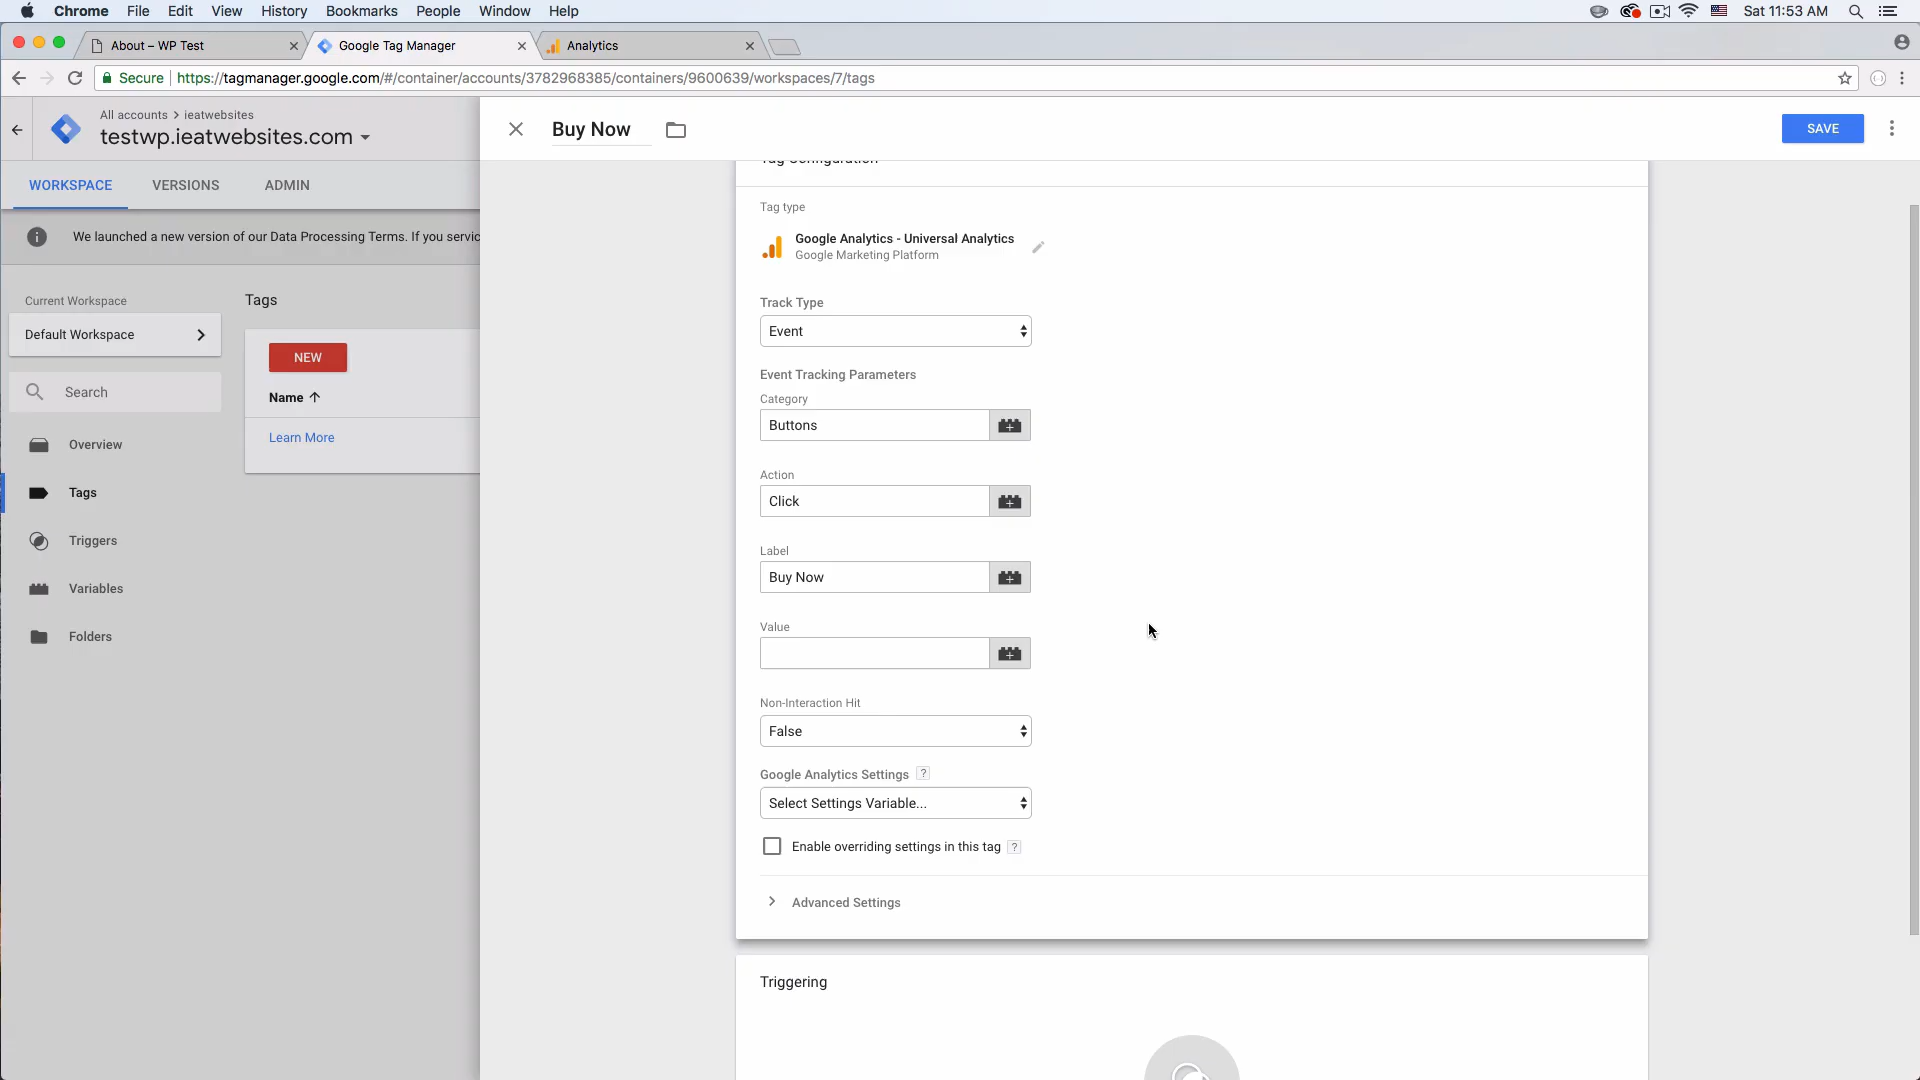 Chrome File Edit View History Bookmarks People Window Help Sat 11:53 AM
About – WP Test Google Tag Manager Analytics
Secure https://tagmanager.google.com/#/container/accounts/3782968385/containers/9600639/workspaces/7/tags
All accounts > ieatwebsites
testwp.ieatwebsites.com
Buy Now
SAVE
WORKSPACE VERSIONS ADMIN
We launched a new version of our Data Processing Terms. If you servic
Current Workspace
Default Workspace
Search
Overview
Tags
Triggers
Variables
Folders
Tags
NEW
Name
Learn More
Tag Configuration
Tag type
Google Analytics - Universal Analytics
Google Marketing Platform
Track Type
Event
Event Tracking Parameters
Category
Buttons
Action
Click
Label
Buy Now
Value
Non-Interaction Hit
False
Google Analytics Settings ?
Select Settings Variable...
Enable overriding settings in this tag ?
Advanced Settings
Triggering